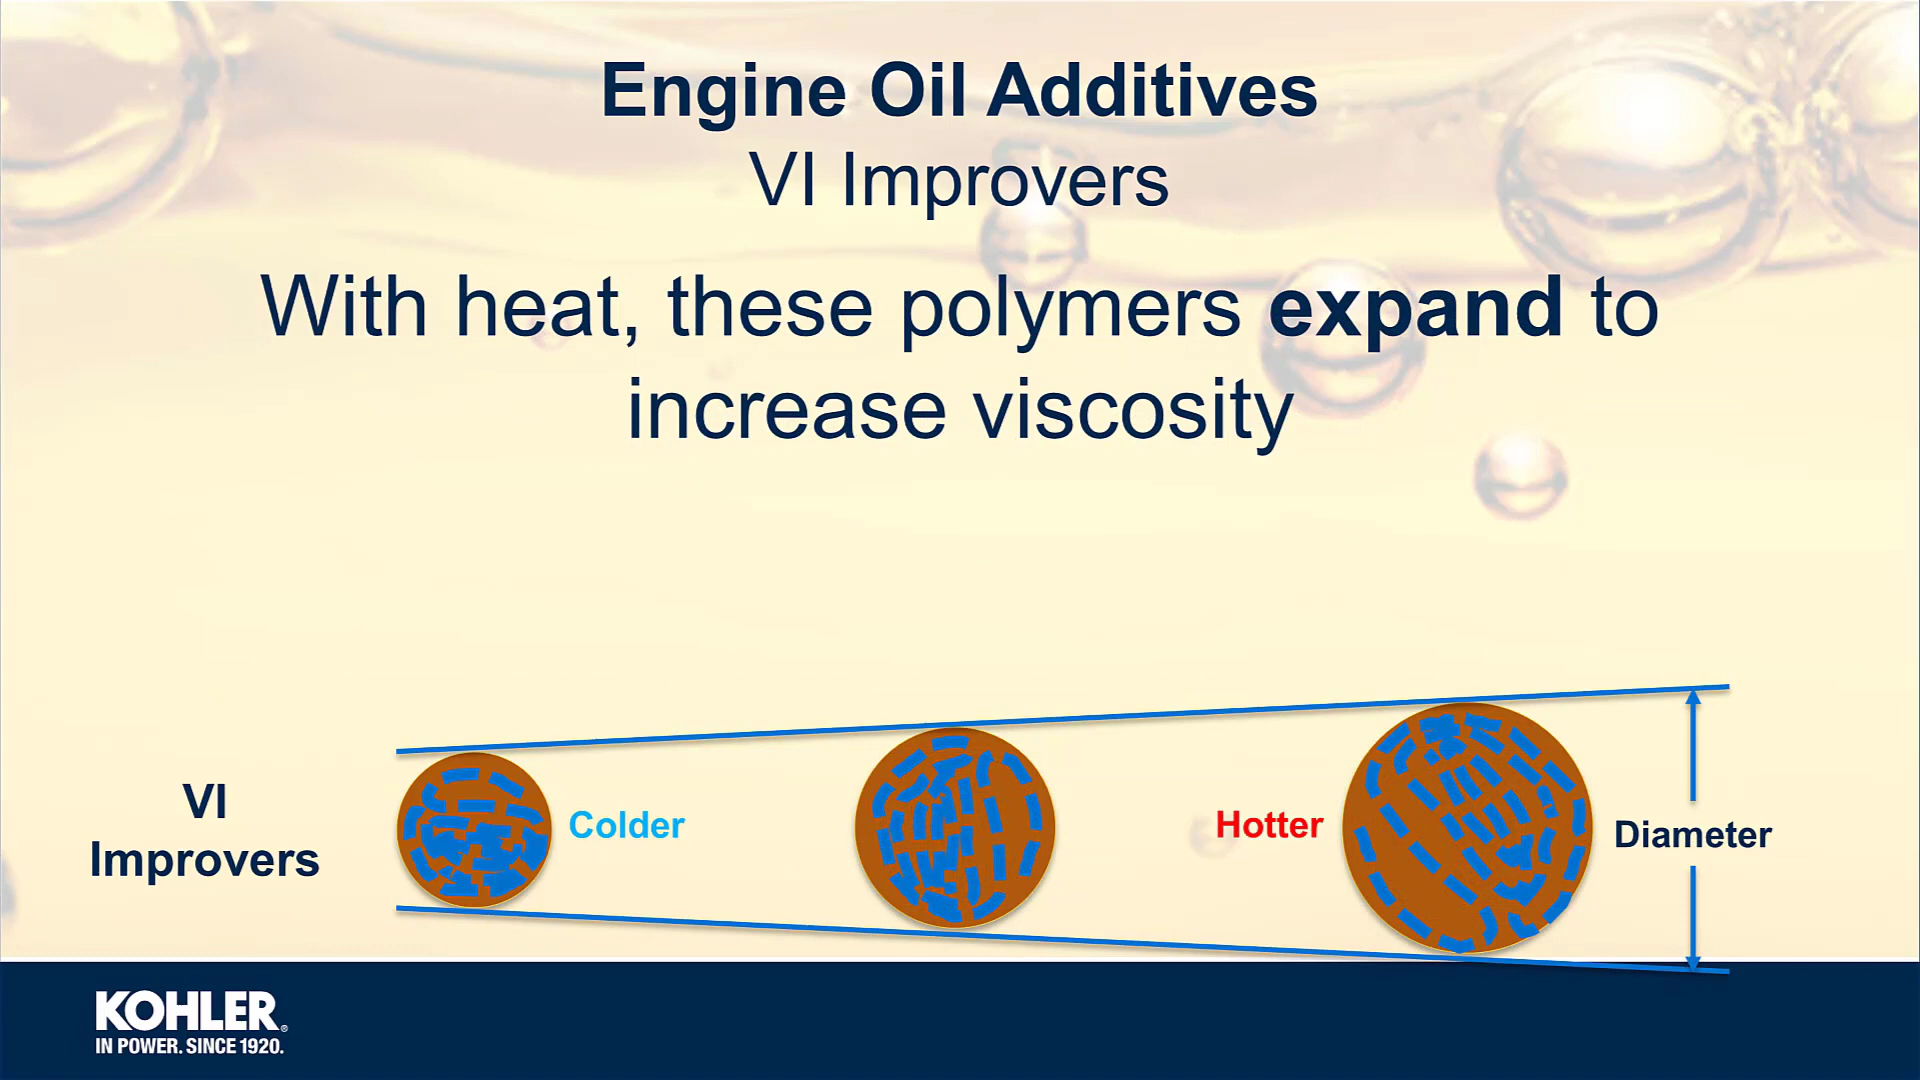 Engine Oil Additives
VI Improvers
With heat, these polymers expand to
increase viscosity
VI
Improvers
Colder
Hotter
Diameter
KOHLER®
IN POWER. SINCE 1920.